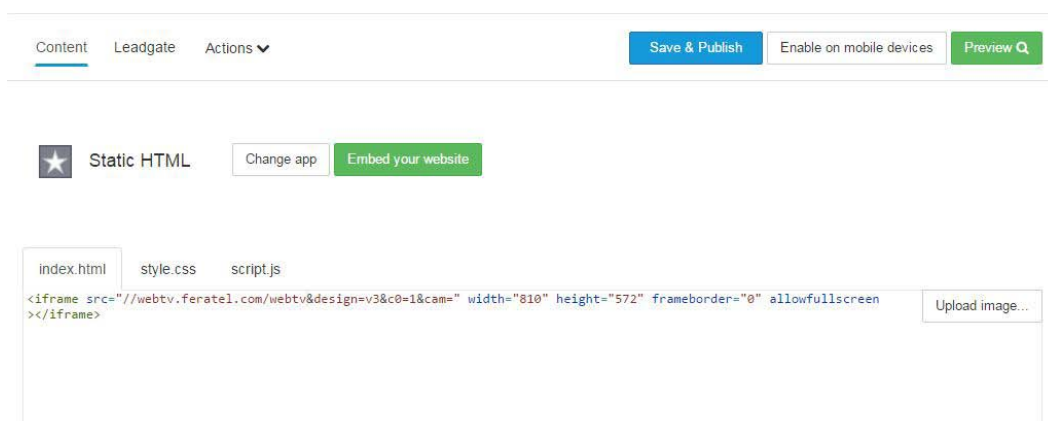 Content Leadgate Actions Save & Publish Enable on mobile devices Preview
Static HTML Change app Embed your website
index.html style.css script.js
<iframe src="//webtv.feratel.com/webtv&design=v3&c0=1&cam=" width="810" height="572" frameborder="0" allowfullscreen
></iframe>
Upload image...